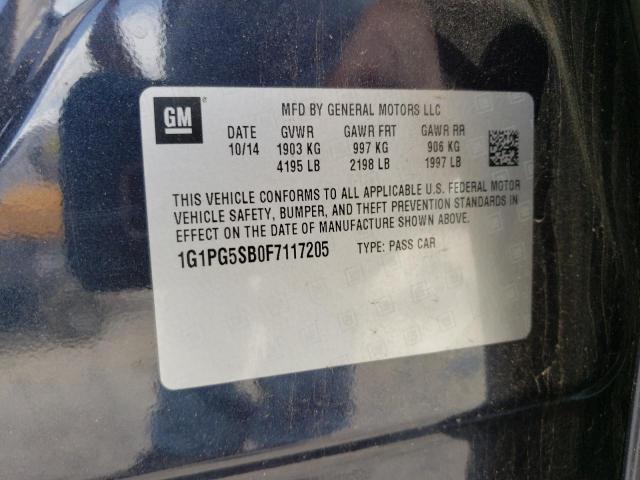 GM
MFD BY GENERAL MOTORS LLC
DATE GVWR GAWR FRT GAWR RR
10/14 1903 KG 997 KG 906 KG
4195 LB 2198 LB 1997 LB
THIS VEHICLE CONFORMS TO ALL APPLICABLE U.S. FEDERAL MOTOR
VEHICLE SAFETY, BUMPER, AND THEFT PREVENTION STANDARDS IN
EFFECT ON THE DATE OF MANUFACTURE SHOWN ABOVE.
1G1PG5SB0F7117205 TYPE: PASS CAR